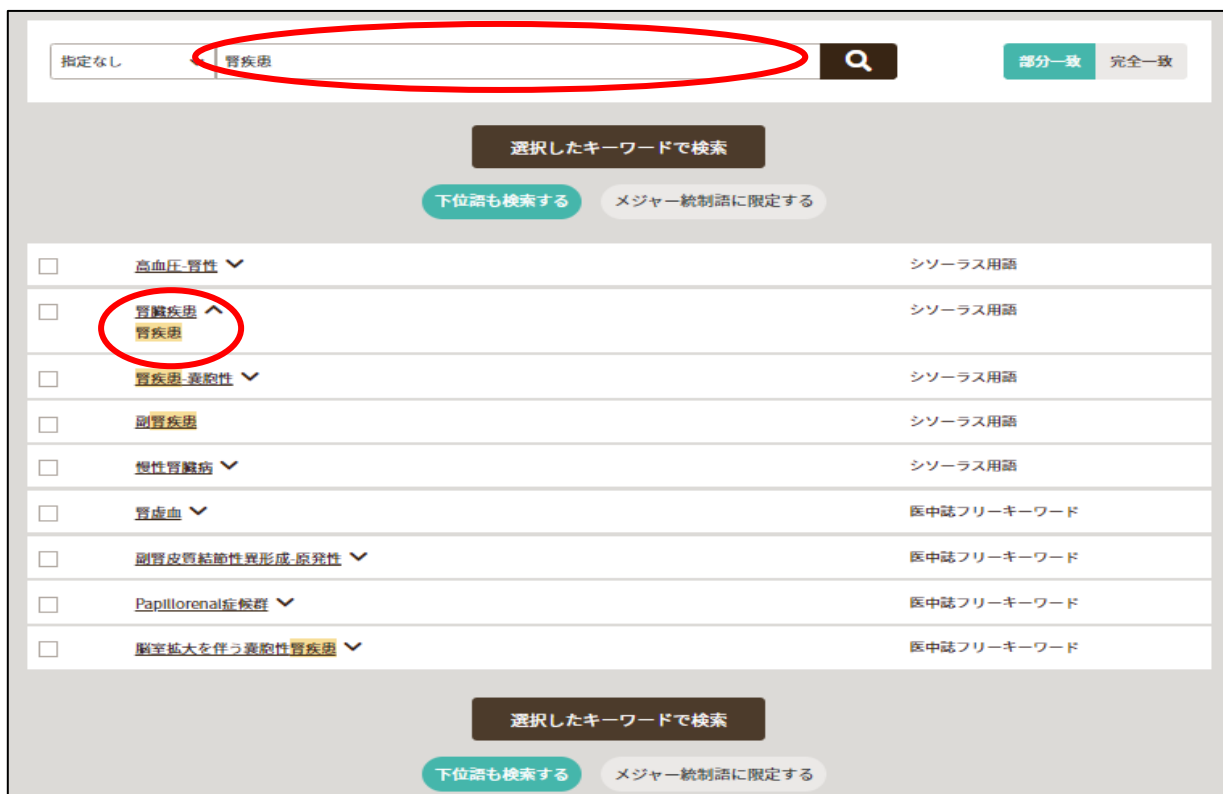 指定なし 腎疾患 部分一致 完全一致
選択したキーワードで検索
下位語も検索する メジャー統制語に限定する
高血圧-腎性 シソーラス用語
腎臓疾患 シソーラス用語
腎疾患
腎疾患-嚢胞性 シソーラス用語
副腎疾患 シソーラス用語
慢性腎臓病 シソーラス用語
腎虚血 医中誌フリーキーワード
副腎皮質結節性異形成-原発性 医中誌フリーキーワード
Papillorenal症候群 医中誌フリーキーワード
脳室拡大を伴う嚢胞性腎疾患 医中誌フリーキーワード
選択したキーワードで検索
下位語も検索する メジャー統制語に限定する